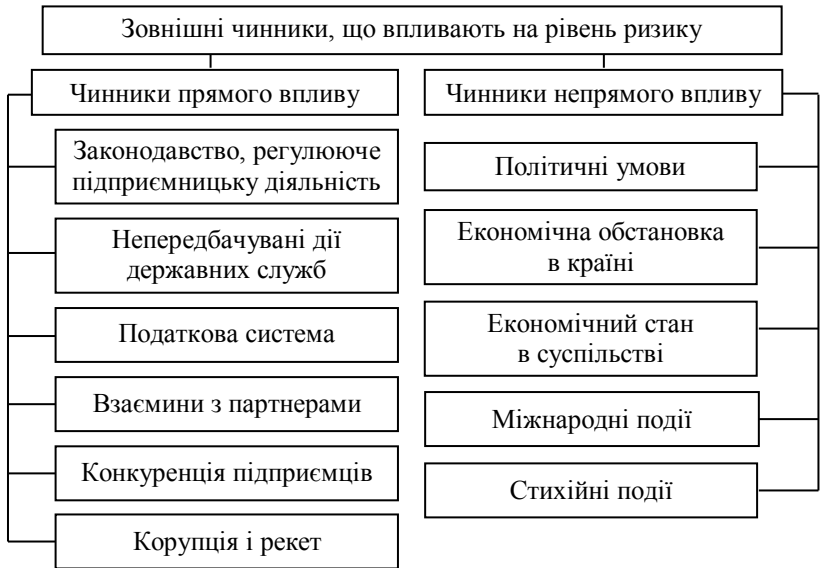 Зовнішні чинники, що впливають на рівень ризику
Чинники прямого впливу
Законодавство, регулююче
підприємницьку діяльність
Непередбачувані дії
державних служб
Податкова система
Взаємини з партнерами
Конкуренція підприємців
Корупція і рекет
Чинники непрямого впливу
Політичні умови
Економічна обстановка
в країні
Економічний стан
в суспільстві
Міжнародні події
Стихійні події